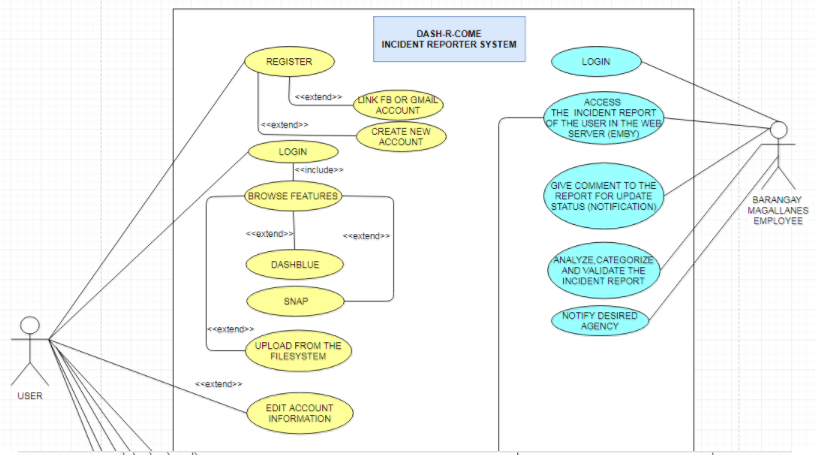 DASH-R-COME
INCIDENT REPORTER SYSTEM
REGISTER
<<extend>>
LINK FB OR GMAIL
ACCOUNT
<<extend>>
CREATE NEW
ACCOUNT
LOGIN
<<include>>
BROWSE FEATURES
<<extend>>
<<extend>>
DASHBLUE
SNAP
<<extend>>
UPLOAD FROM THE
FILESYSTEM
<<extend>>
EDIT ACCOUNT
INFORMATION
USER
LOGIN
ACCESS
THE INCIDENT REPORT
OF THE USER IN THE WEB
SERVER (EMBY)
GIVE COMMENT TO THE
REPORT FOR UPDATE
STATUS (NOTIFICATION)
ANALYZE,CATEGORIZE
AND VALIDATE THE
INCIDENT REPORT
NOTIFY DESIRED
AGENCY
BARANGAY
MAGALLANES
EMPLOYEE